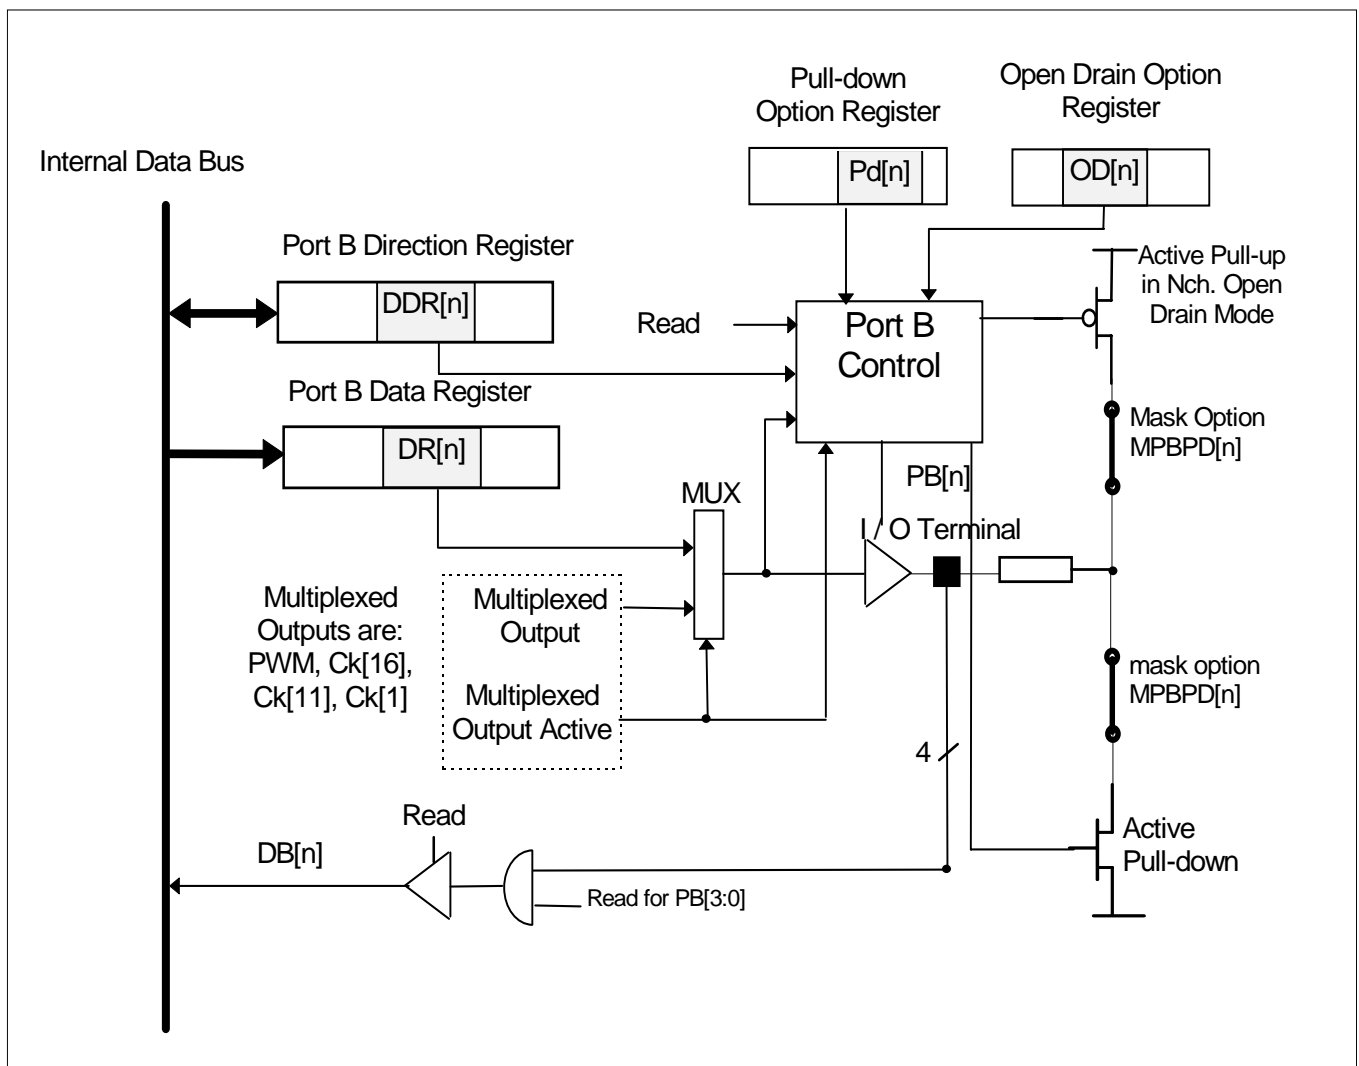 Pull-down
Option Register
Open Drain Option
Register
Internal Data Bus
Pd[n]
OD[n]
Port B Direction Register
DDR[n]
Active Pull-up
in Nch. Open
Drain Mode
Read
Port B
Control
Port B Data Register
DR[n]
Mask Option
MPBPD[n]
MUX
PB[n]
I / O Terminal
Multiplexed
Outputs are:
PWM, Ck[16],
Ck[11], Ck[1]
Multiplexed
Output
Multiplexed
Output Active
mask option
MPBPD[n]
4
Read
DB[n]
Read for PB[3:0]
Active
Pull-down